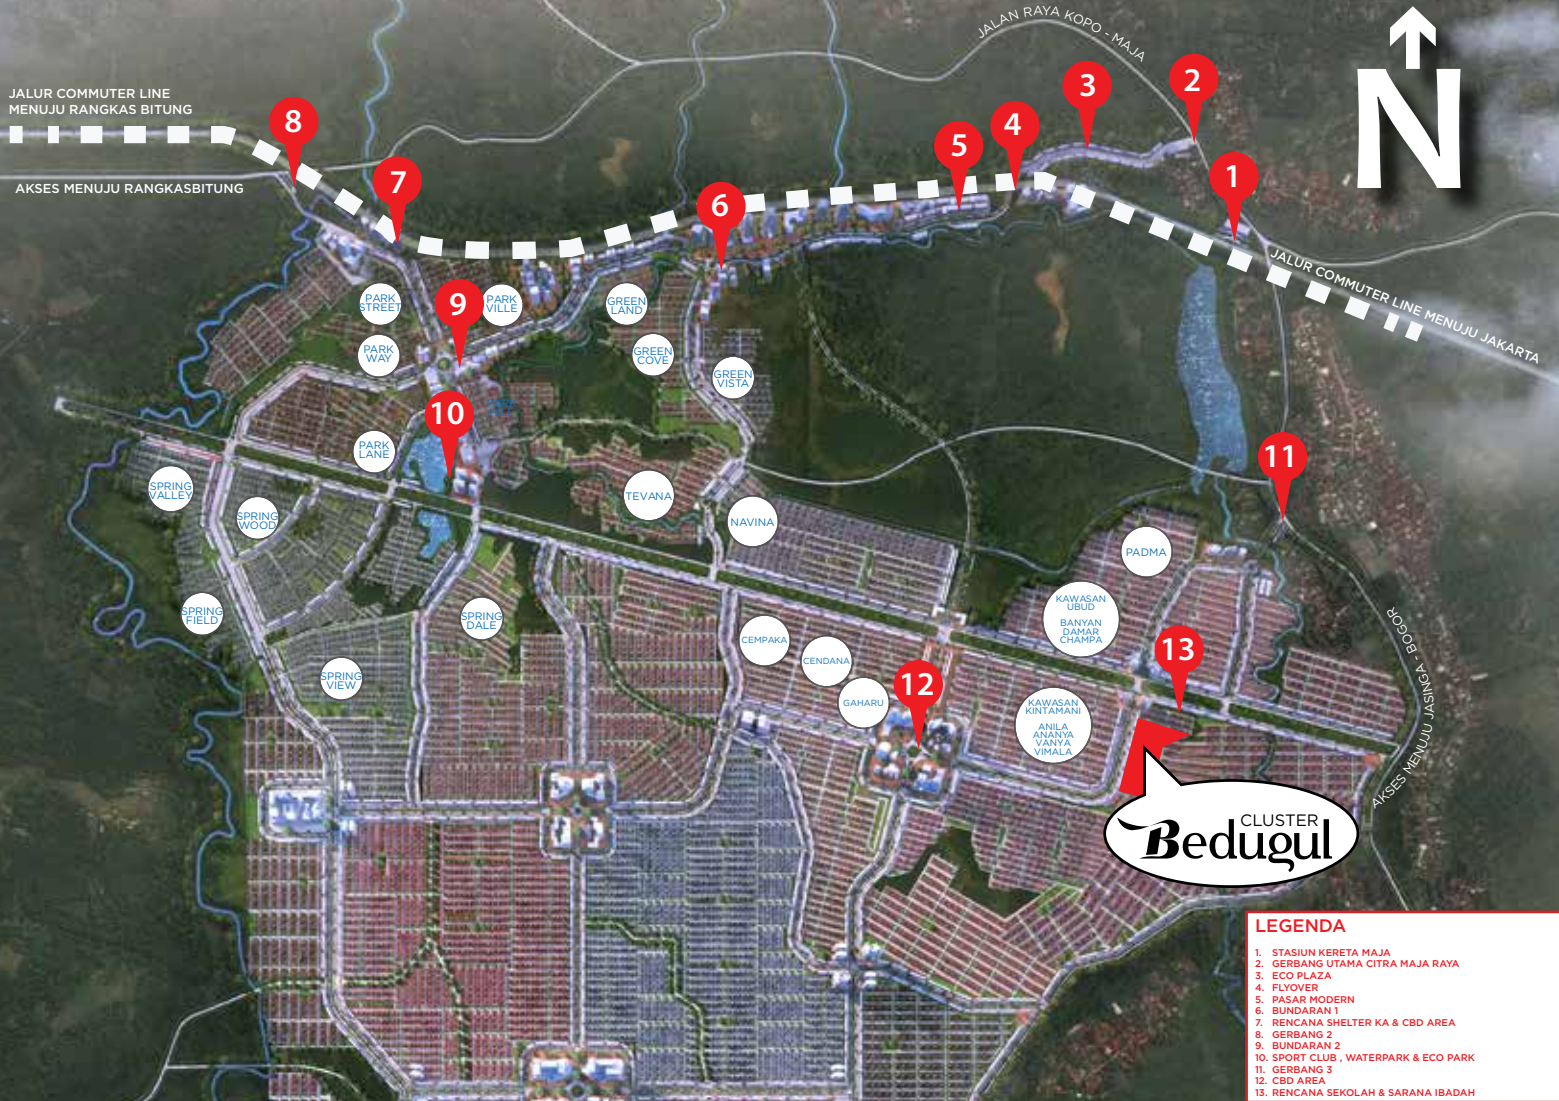 JALAN RAYA KOPO - MAJA
N
JALUR COMMUTER LINE
MENUJU RANGKAS BITUNG
AKSES MENUJU RANGKASBITUNG
8
7
6
5
4
3
2
1
JALUR COMMUTER LINE MENUJU JAKARTA
PARK
STREET
9
PARK
VILLE
GREEN
LAND
PARK
WAY
GREEN
COVE
GREEN
VISTA
10
PARK
LANE
11
SPRING
VALLEY
SPRING
WOOD
TEVANA
NAVINA
PADMA
SPRING
FIELD
SPRING
DALE
CEMPAKA
CENDANA
GAHARU
KAWASAN
UBUD
BANYAN
DAMAR
CHAMPA
SPRING
VIEW
12
13
KAWASAN
KINTAMANI
ANILA
ANANYA
VANYA
VIMALA
AKSES MENUJU JASINGA - BOGOR
CLUSTER
Bedugul
LEGENDA
1. STASIUN KERETA MAJA
2. GERBANG UTAMA CITRA MAJA RAYA
3. ECO PLAZA
4. FLYOVER
5. PASAR MODERN
6. BUNDARAN 1
7. RENCANA SHELTER KA & CBD AREA
8. GERBANG 2
9. BUNDARAN 2
10. SPORT CLUB , WATERPARK & ECO PARK
11. GERBANG 3
12. CBD AREA
13. RENCANA SEKOLAH & SARANA IBADAH